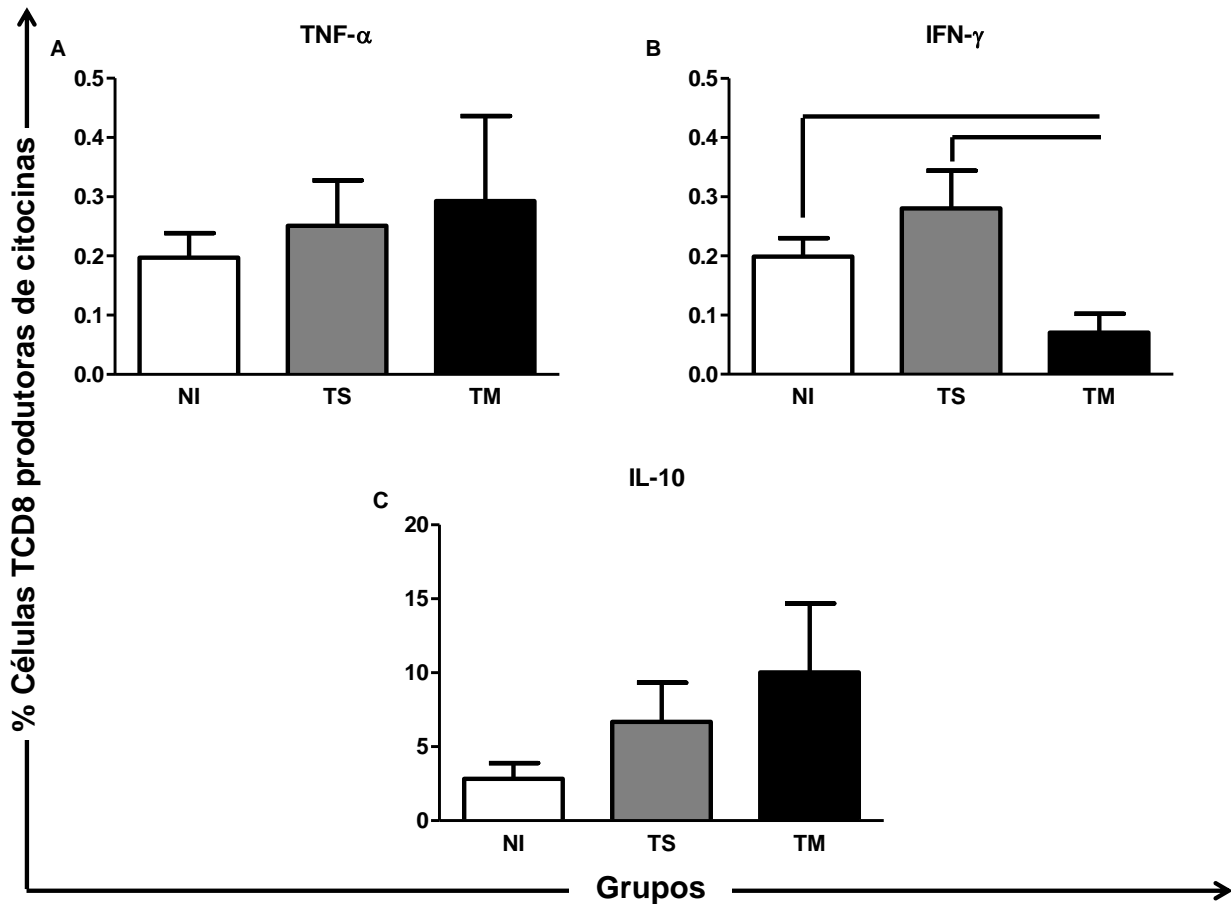 % Células TCD8 produtoras de citocinas
A
TNF-α
0.5
0.4
0.3
0.2
0.1
0.0
NI TS TM
B
IFN-γ
0.5
0.4
0.3
0.2
0.1
0.0
NI TS TM
C
IL-10
20
15
10
5
0
NI TS TM
Grupos